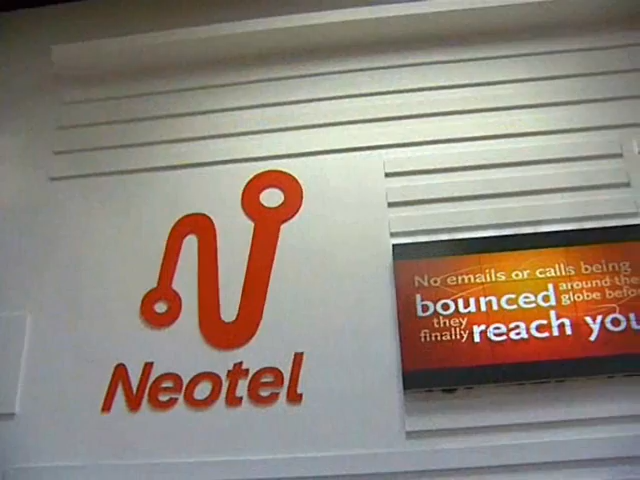 Neotel
No emails or calls being
bounced around the
globe before
they
finally reach you